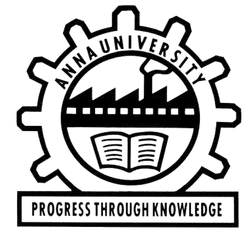 ANNA UNIVERSITY
PROGRESS THROUGH KNOWLEDGE